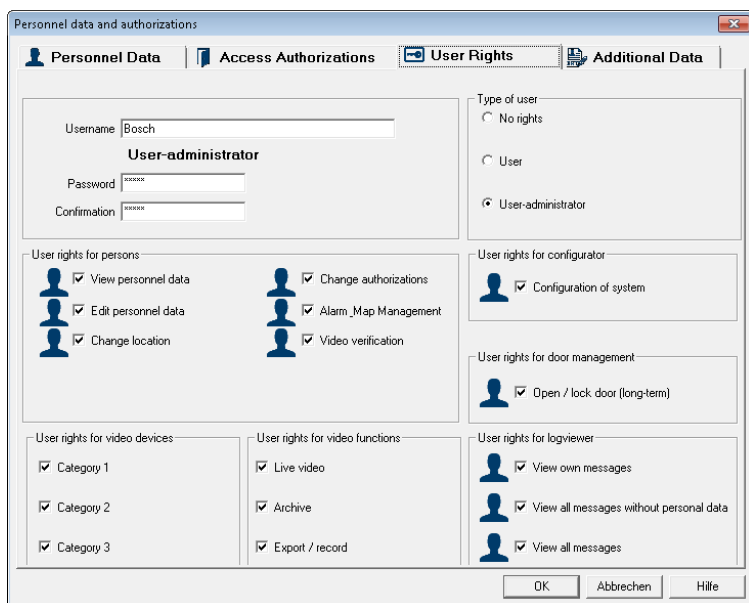 Personnel data and authorizations
Personnel Data
Access Authorizations
User Rights
Additional Data
Username Bosch
User-administrator
Password *****
Confirmation *****
Type of user
No rights
User
User-administrator
User rights for persons
View personnel data
Edit personnel data
Change location
Change authorizations
Alarm_Map Management
Video verification
User rights for configurator
Configuration of system
User rights for door management
Open / lock door (long-term)
User rights for video devices
Category 1
Category 2
Category 3
User rights for video functions
Live video
Archive
Export / record
User rights for logviewer
View own messages
View all messages without personal data
View all messages
OK
Abbrechen
Hilfe